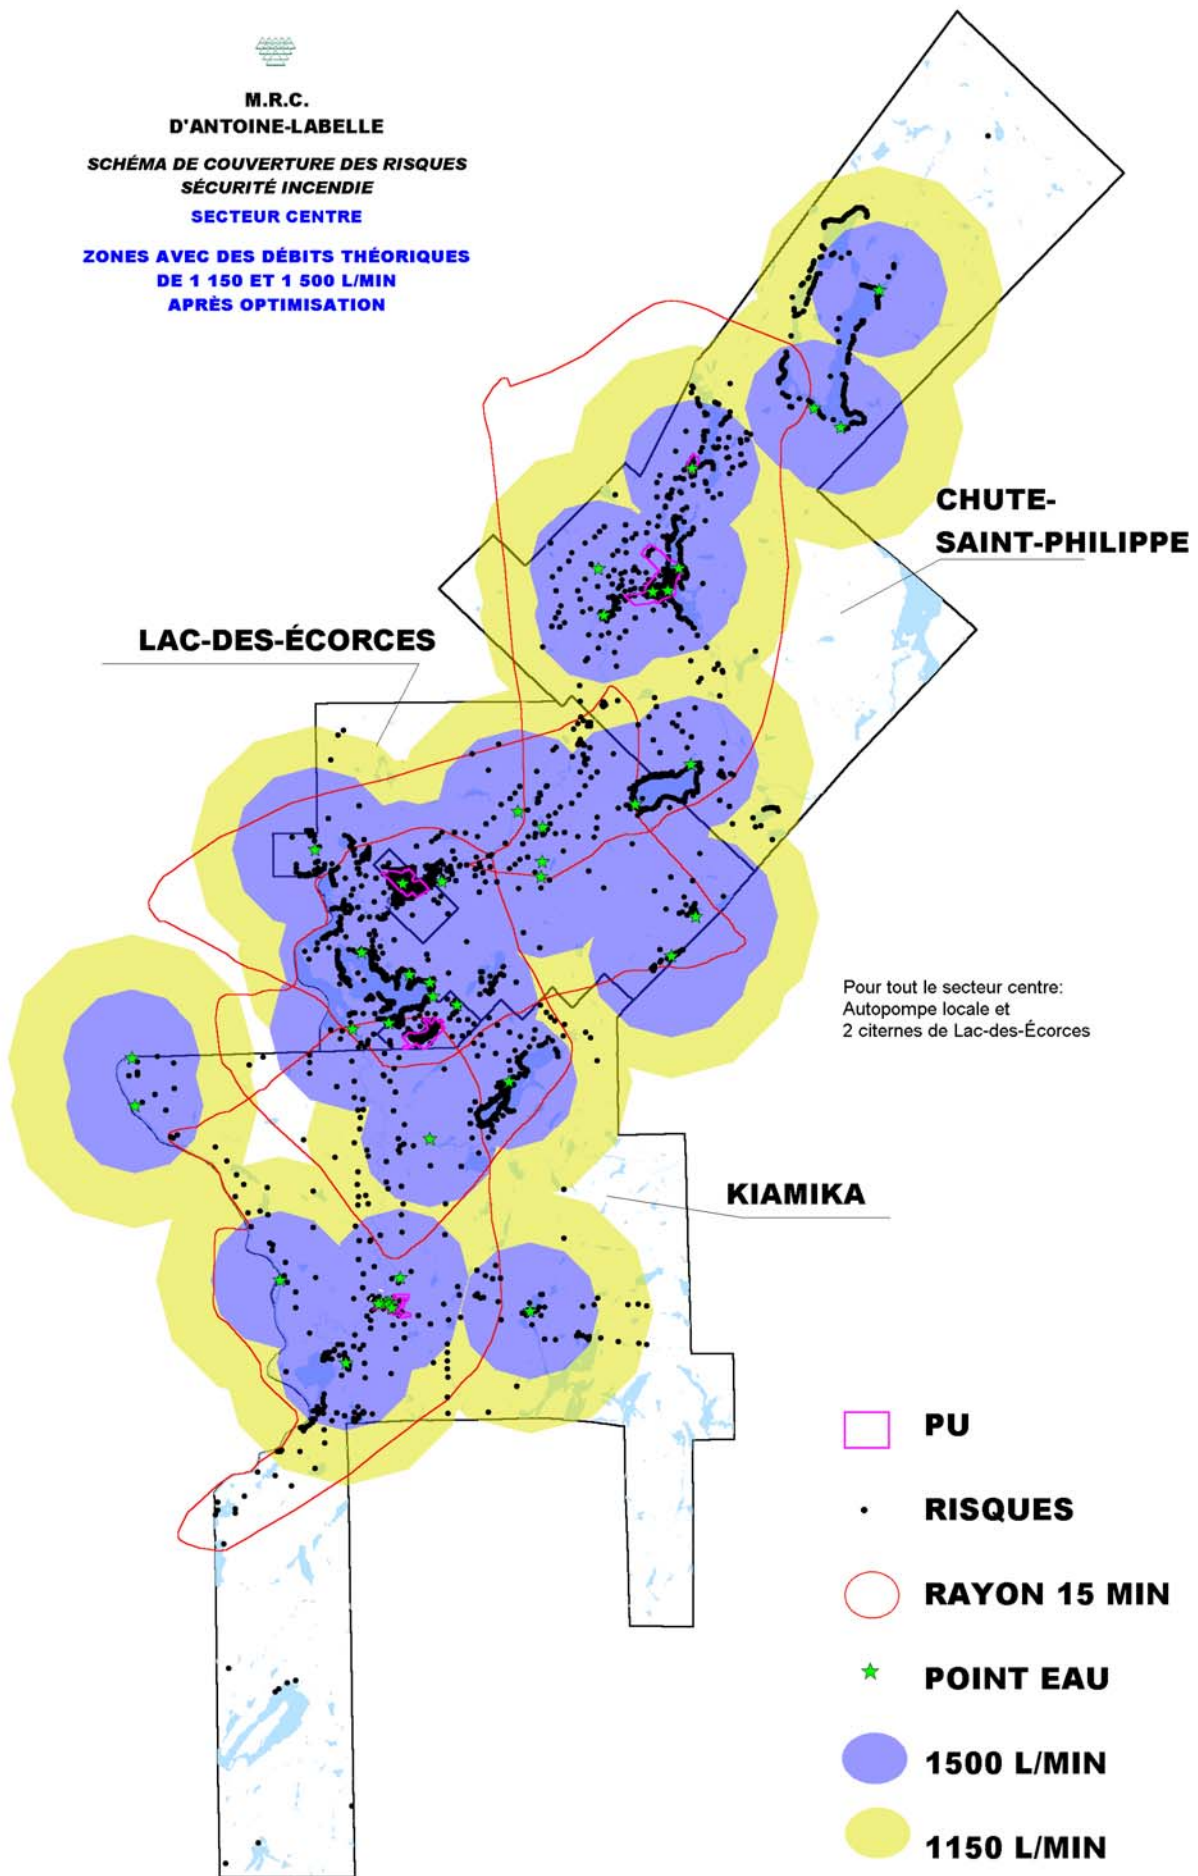 M.R.C.
D'ANTOINE-LABELLE
SCHÉMA DE COUVERTURE DES RISQUES
SÉCURITÉ INCENDIE
SECTEUR CENTRE
ZONES AVEC DES DÉBITS THÉORIQUES
DE 1 150 ET 1 500 L/MIN
APRÈS OPTIMISATION
CHUTE-
SAINT-PHILIPPE
LAC-DES-ÉCORCES
Pour tout le secteur centre:
Autopompe locale et
2 citernes de Lac-des-Écorces
KIAMIKA
PU
RISQUES
RAYON 15 MIN
POINT EAU
1500 L/MIN
1150 L/MIN